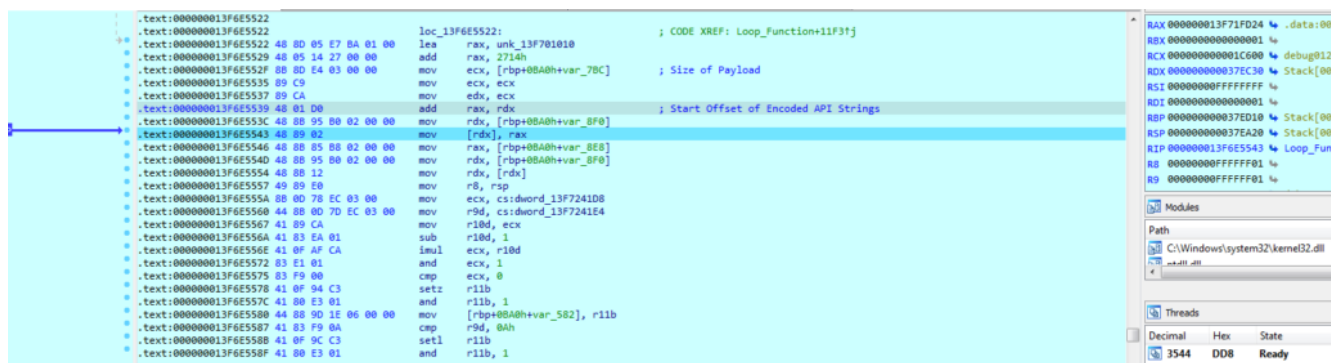 .text:000000013F6E5522
.text:000000013F6E5522 loc_13F6E5522: ; CODE XREF: Loop_Function+11F3↑j
.text:000000013F6E5522 48 8D 05 E7 BA 01 00 lea rax, unk_13F701010
.text:000000013F6E5529 48 05 14 27 00 00 add rax, 2714h
.text:000000013F6E552F 8B 8D E4 03 00 00 mov ecx, [rbp+0BA0h+var_7BC] ; Size of Payload
.text:000000013F6E5535 89 C9 mov ecx, ecx
.text:000000013F6E5537 89 CA mov edx, ecx
.text:000000013F6E5539 48 01 D0 add rax, rdx ; Start Offset of Encoded API Strings
.text:000000013F6E553C 48 8B 95 B0 02 00 00 mov rdx, [rbp+0BA0h+var_8F0]
.text:000000013F6E5543 48 89 02 mov [rdx], rax
.text:000000013F6E5546 48 8B 85 B8 02 00 00 mov rax, [rbp+0BA0h+var_8E8]
.text:000000013F6E554D 48 8B 95 B0 02 00 00 mov rdx, [rbp+0BA0h+var_8F0]
.text:000000013F6E5554 48 8B 12 mov rdx, [rdx]
.text:000000013F6E5557 49 89 E0 mov r8, rsp
.text:000000013F6E555A 8B 0D 78 EC 03 00 mov ecx, cs:dword_13F7241D8
.text:000000013F6E5560 44 8B 0D 7D EC 03 00 mov r9d, cs:dword_13F7241E4
.text:000000013F6E5567 41 89 CA mov r10d, ecx
.text:000000013F6E556A 41 83 EA 01 sub r10d, 1
.text:000000013F6E556E 41 0F AF CA imul ecx, r10d
.text:000000013F6E5572 83 E1 01 and ecx, 1
.text:000000013F6E5575 83 F9 00 cmp ecx, 0
.text:000000013F6E5578 41 0F 94 C3 setz r11b
.text:000000013F6E557C 41 80 E3 01 and r11b, 1
.text:000000013F6E5580 44 88 9D 1E 06 00 00 mov [rbp+0BA0h+var_582], r11b
.text:000000013F6E5587 41 83 F9 0A cmp r9d, 0Ah
.text:000000013F6E558B 41 0F 9C C3 setl r11b
.text:000000013F6E558F 41 80 E3 01 and r11b, 1
RAX 000000013F71FD24 .data:00
RBX 0000000000000001
RCX 000000000001C600 debug012
RDX 000000000037EC30 Stack[00
RSI 00000000FFFFFFFF
RDI 0000000000000001
RBP 000000000037ED10 Stack[00
RSP 000000000037EA20 Stack[00
RIP 000000013F6E5543 Loop_Fun
R8 00000000FFFFFF01
R9 00000000FFFFFF01
Modules
Path
C:\Windows\system32\kernel32.dll
Threads
Decimal Hex State
3544 DD8 Ready